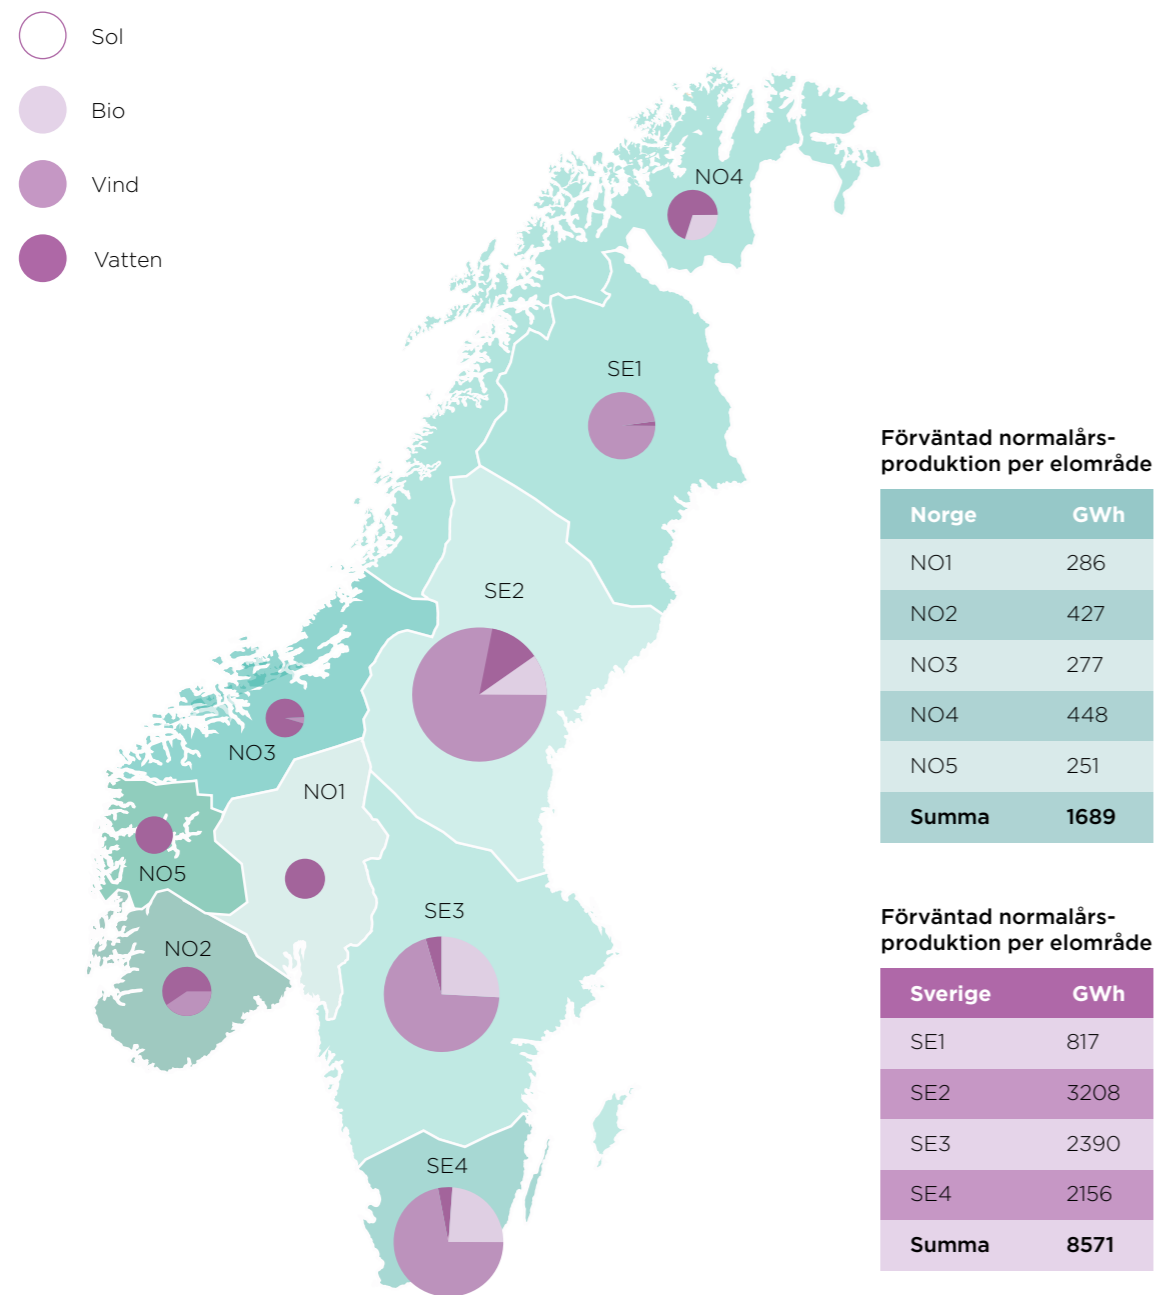 Sol
Bio
Vind
Vatten
NO4
SE1
SE2
NO3
NO1
NO5
SE3
NO2
SE4
Förväntad normalårs-
produktion per elområde
Norge GWh
NO1 286
NO2 427
NO3 277
NO4 448
NO5 251
Summa 1689
Förväntad normalårs-
produktion per elområde
Sverige GWh
SE1 817
SE2 3208
SE3 2390
SE4 2156
Summa 8571